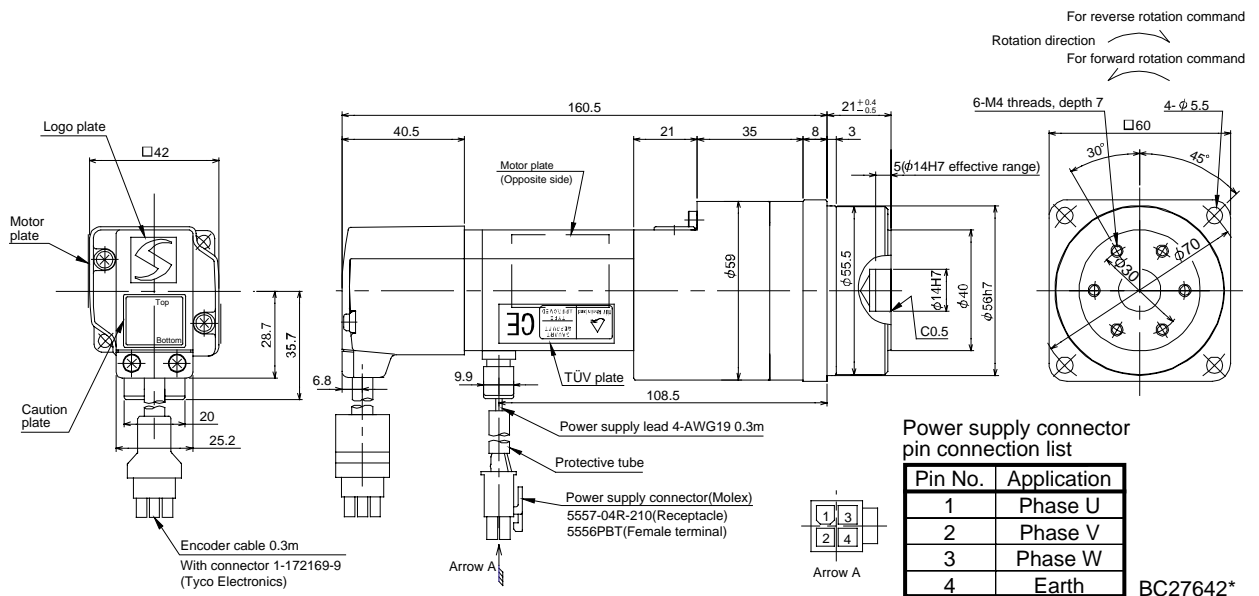 For reverse rotation command
Rotation direction
For forward rotation command
160.5
21 +0.4 -0.5
6-M4 threads, depth 7
4-ϕ5.5
Logo plate
40.5
21
35
8
3
□60
□42
30°
45°
Motor plate
(Opposite side)
5(ϕ14H7 effective range)
Motor
plate
ϕ59
ϕ55.5
ϕ14H7
ϕ40
ϕ56h7
ϕ70
ϕ30
Top
Bottom
28.7
35.7
CE
C0.5
6.8
9.9
TÜV plate
108.5
Caution
plate
20
25.2
Power supply lead 4-AWG19 0.3m
Protective tube
Power supply connector(Molex)
5557-04R-210(Receptacle)
5556PBT(Female terminal)
Encoder cable 0.3m
With connector 1-172169-9
(Tyco Electronics)
Arrow A
1 3
2 4
Arrow A
Power supply connector
pin connection list
Pin No. Application
1 Phase U
2 Phase V
3 Phase W
4 Earth
BC27642*